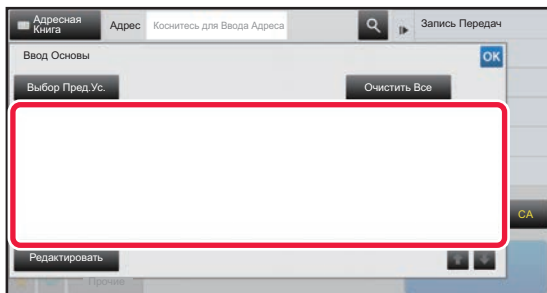 Адресная
Книга
Адрес
Коснитесь для Ввода Адреса
Запись Передач
Ввод Основы
OK
Выбор Пред.Ус.
Очистить Все
CA
Редактировать
Прочие